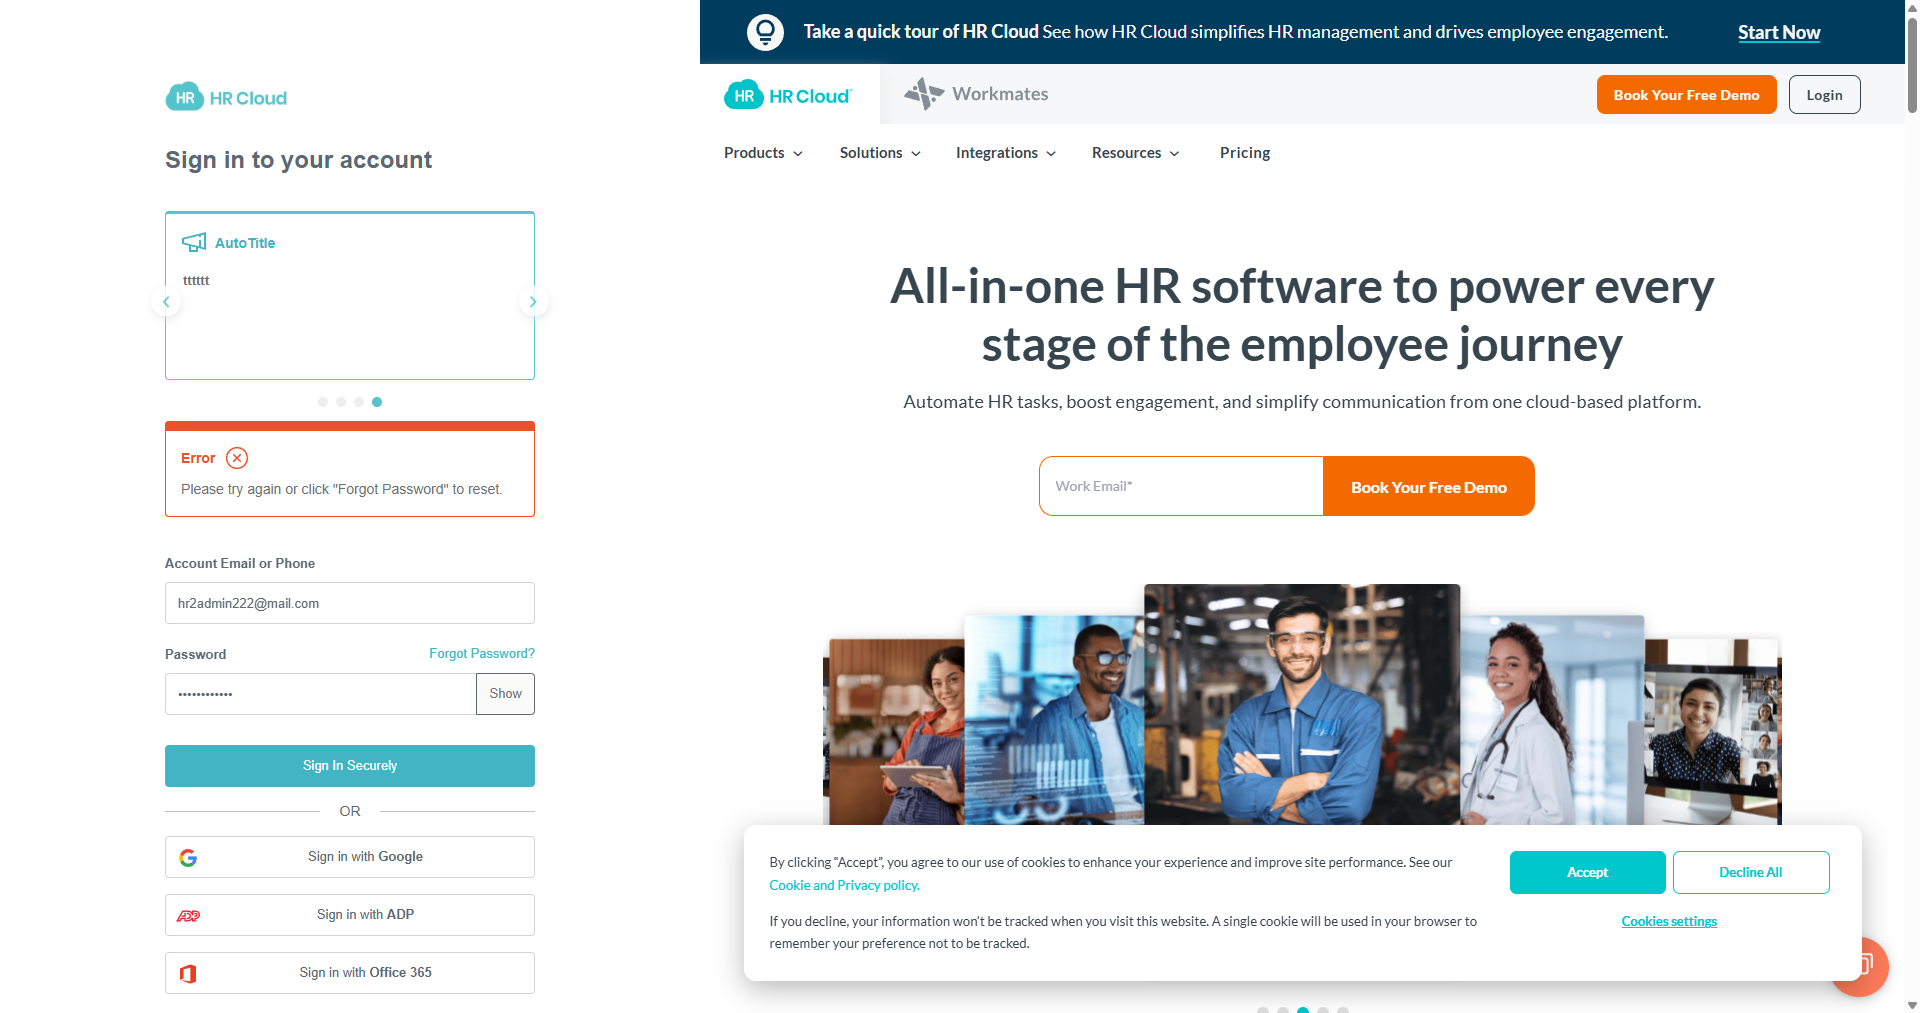 HR HR Cloud
Sign in to your account
AutoTitle
tttttt
Error
Please try again or click "Forgot Password" to reset.
Account Email or Phone
hr2admin222@mail.com
Password
Forgot Password?
••••••••••••
Show
Sign In Securely
OR
Sign in with Google
ADP
Sign in with ADP
Sign in with Office 365
Take a quick tour of HR Cloud See how HR Cloud simplifies HR management and drives employee engagement.
Start Now
HR HR Cloud
Workmates
Book Your Free Demo
Login
Products
Solutions
Integrations
Resources
Pricing
All-in-one HR software to power every
stage of the employee journey
Automate HR tasks, boost engagement, and simplify communication from one cloud-based platform.
Work Email*
Book Your Free Demo
By clicking “Accept”, you agree to our use of cookies to enhance your experience and improve site performance. See our
Cookie and Privacy policy.
If you decline, your information won’t be tracked when you visit this website. A single cookie will be used in your browser to
remember your preference not to be tracked.
Accept
Decline All
Cookies settings